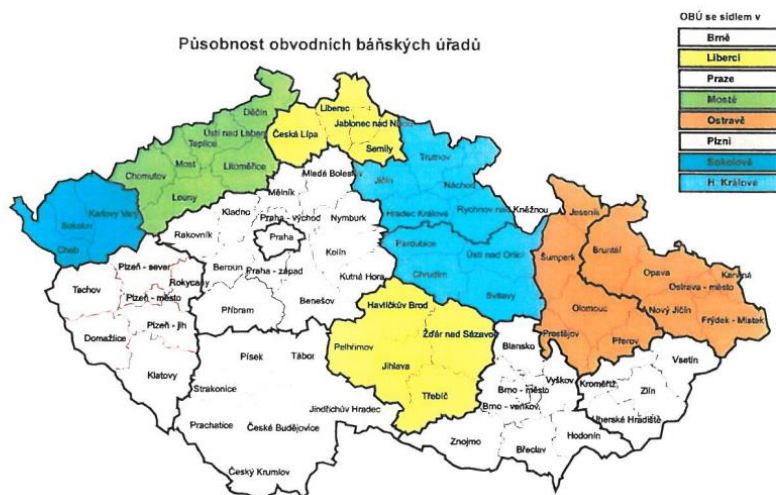 OBÚ se sídlem v
Brně
Liberci
Praze
Mostě
Ostravě
Plzni
Sokolově
H. Králové
Působnost obvodních báňských úřadů
Děčín
Liberec
Ústí nad Labem
Teplice
Česká Lípa
Jablonec nad Nisou
Semily
Most
Litoměřice
Chomutov
Louny
Trutnov
Mladá Boleslav
Jičín
Náchod
Mělník
Karlovy Vary
Sokolov
Cheb
Kladno
Praha - východ
Nymburk
Hradec Králové
Rychnov nad Kněžnou
Jeseník
Rakovník
Praha
Kolín
Pardubice
Ústí nad Orlicí
Šumperk
Bruntál
Plzeň - sever
Beroun
Praha - západ
Opava
Karviná
Tachov
Rokycany
Kutná Hora
Chrudim
Ostrava - město
Plzeň - město
Příbram
Benešov
Svitavy
Olomouc
Nový Jičín
Frýdek - Místek
Havlíčkův Brod
Domažlice
Plzeň - jih
Žďár nad Sázavou
Prostějov
Přerov
Písek
Tábor
Pelhřimov
Blansko
Vsetín
Klatovy
Jihlava
Strakonice
Vyškov
Kroměříž
Brno - město
Zlín
Třebíč
Jindřichův Hradec
Brno - venkov
Uherské Hradiště
Prachatice
České Budějovice
Znojmo
Břeclav
Hodonín
Český Krumlov